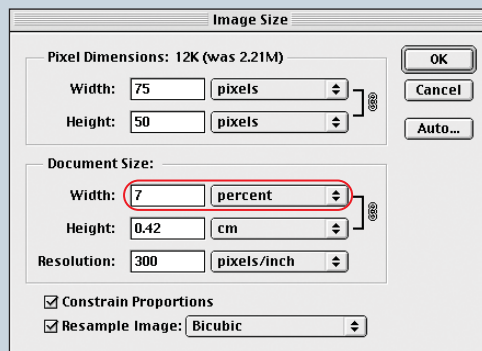 Image Size
Pixel Dimensions: 12K (was 2.21M)
Width: 75 pixels
Height: 50 pixels
OK
Cancel
Auto...
Document Size:
Width: 7 percent
Height: 0.42 cm
Resolution: 300 pixels/inch
Constrain Proportions
Resample Image: Bicubic